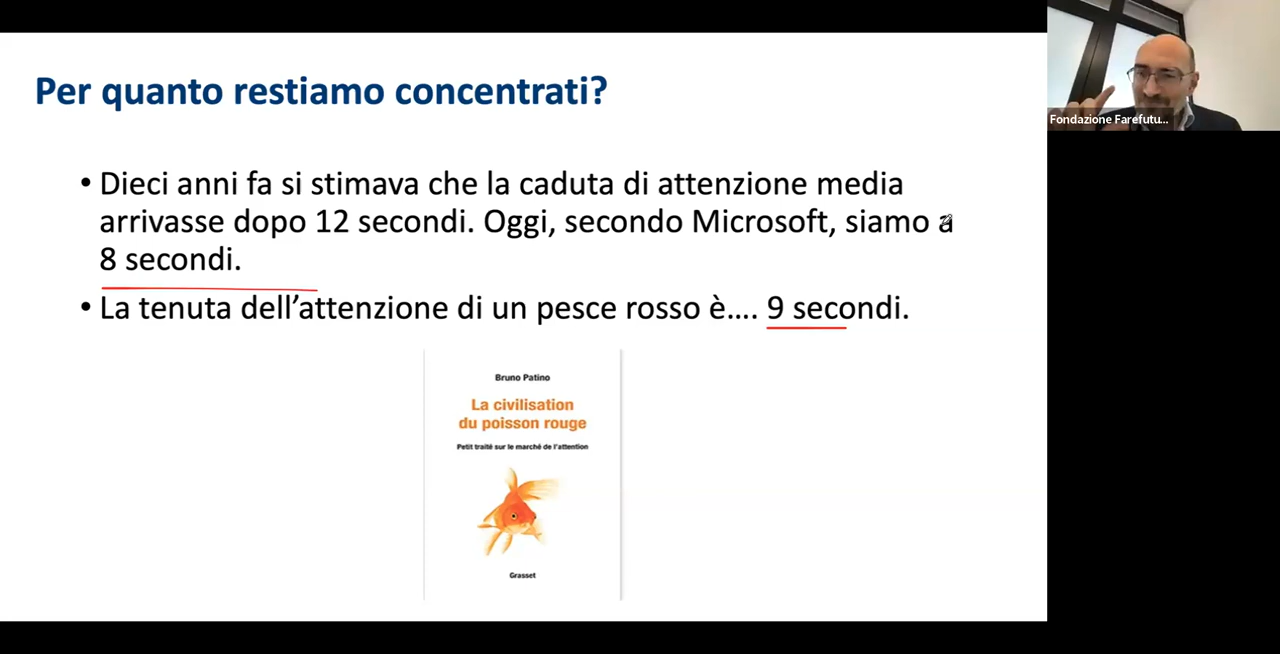 Per quanto restiamo concentrati?
• Dieci anni fa si stimava che la caduta di attenzione media
arrivasse dopo 12 secondi. Oggi, secondo Microsoft, siamo a
8 secondi.
• La tenuta dell’attenzione di un pesce rosso è…. 9 secondi.
Bruno Patino
La civilisation
du poisson rouge
Petit traité sur le marché de l'attention
Grasset
Fondazione Farefutu...